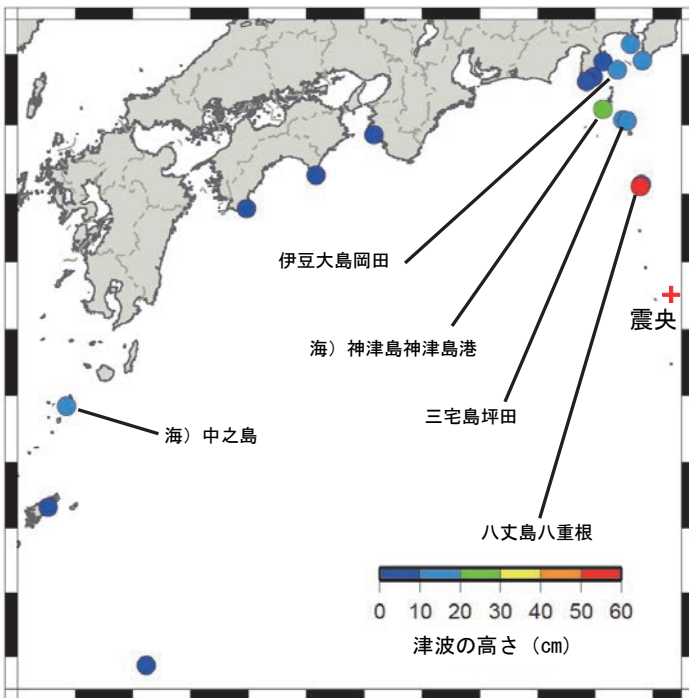 伊豆大島岡田
震央
海）神津島神津島港
三宅島坪田
海）中之島
八丈島八重根
0 10 20 30 40 50 60
津波の高さ（cm）